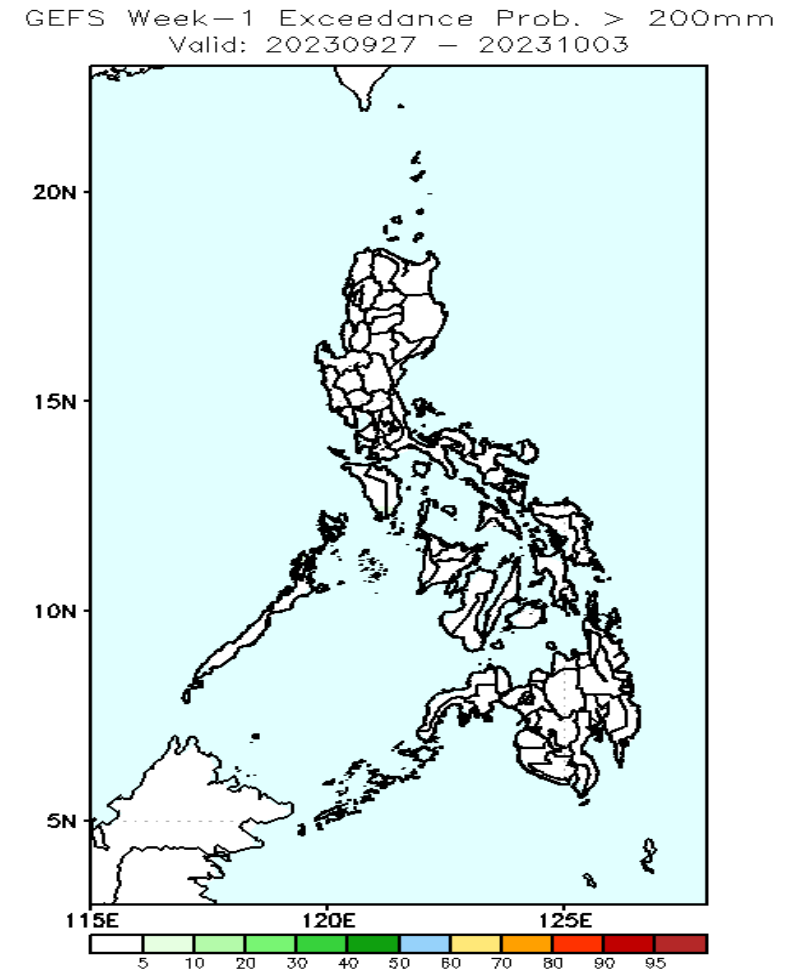 GEFS Week-1 Exceedance Prob. > 200mm
Valid: 20230927 - 20231003
20N
15N
10N
5N
115E 120E 125E
5 10 20 30 40 50 60 70 80 90 95